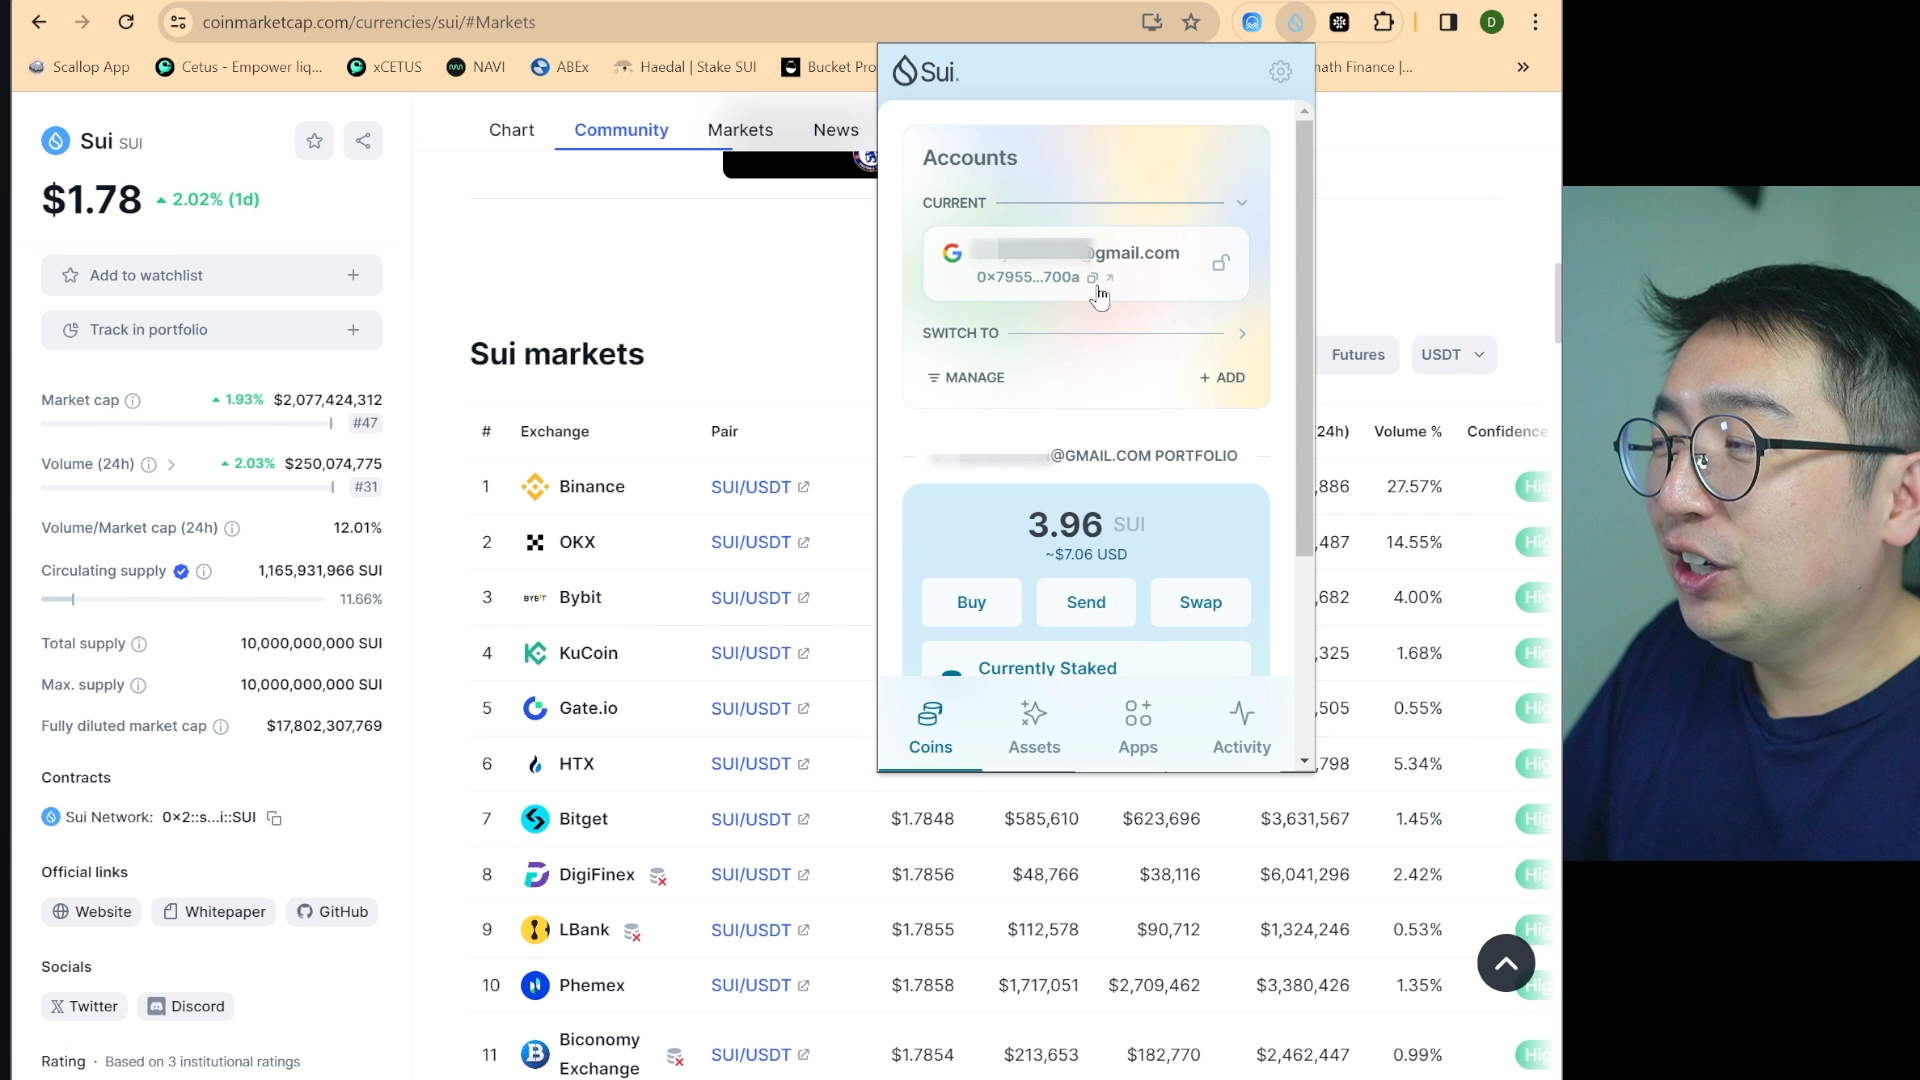 coinmarketcap.com/currencies/sui/#Markets
D
Scallop App
Cetus - Empower liq...
xCETUS
NAVI
ABEx
Haedal | Stake SUI
Bucket Pro
nath Finance |...
»
Sui SUI
$1.78 2.02% (1d)
Add to watchlist +
Track in portfolio +
Market cap 1.93% $2,077,424,312
#47
Volume (24h) 2.03% $250,074,775
#31
Volume/Market cap (24h) 12.01%
Circulating supply 1,165,931,966 SUI
11.66%
Total supply 10,000,000,000 SUI
Max. supply 10,000,000,000 SUI
Fully diluted market cap $17,802,307,769
Contracts
Sui Network: 0x2::s...i::SUI
Official links
Website Whitepaper GitHub
Socials
Twitter Discord
Rating · Based on 3 institutional ratings
Chart Community Markets News
Sui markets
Futures USDT
# Exchange Pair 24h) Volume % Confidence
1 Binance SUI/USDT ,886 27.57% Hig
2 OKX SUI/USDT ,487 14.55% Hig
3 BYBIT Bybit SUI/USDT ,682 4.00% Hig
4 KuCoin SUI/USDT ,325 1.68% Hig
5 Gate.io SUI/USDT ,505 0.55% Hig
6 HTX SUI/USDT ,798 5.34% Hig
7 Bitget SUI/USDT $1.7848 $585,610 $623,696 $3,631,567 1.45% Hig
8 DigiFinex SUI/USDT $1.7856 $48,766 $38,116 $6,041,296 2.42% Hig
9 LBank SUI/USDT $1.7855 $112,578 $90,712 $1,324,246 0.53% Hig
10 Phemex SUI/USDT $1.7858 $1,717,051 $2,709,462 $3,380,426 1.35% Hig
11 Biconomy Exchange SUI/USDT $1.7854 $213,653 $182,770 $2,462,447 0.99% Hig
Sui.
Accounts
CURRENT
@gmail.com
0x7955...700a
SWITCH TO
MANAGE + ADD
@GMAIL.COM PORTFOLIO
3.96 SUI
~$7.06 USD
Buy Send Swap
Currently Staked
Coins Assets Apps Activity